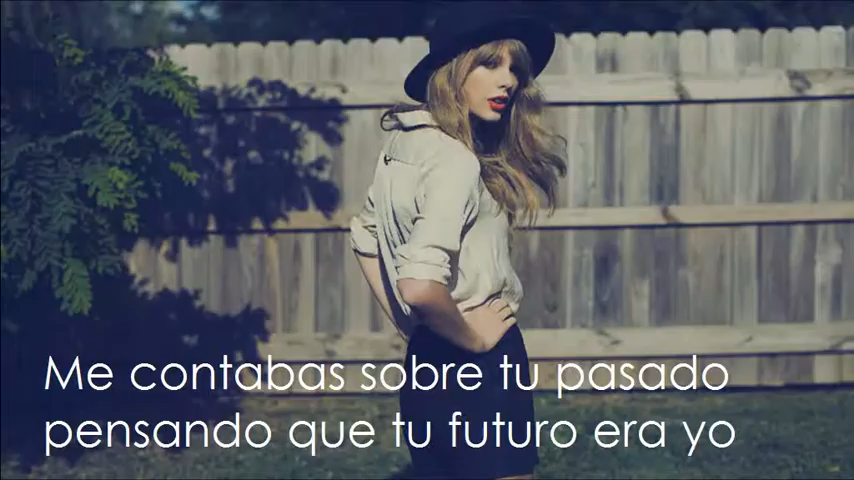 Me contabas sobre tu pasado
pensando que tu futuro era yo